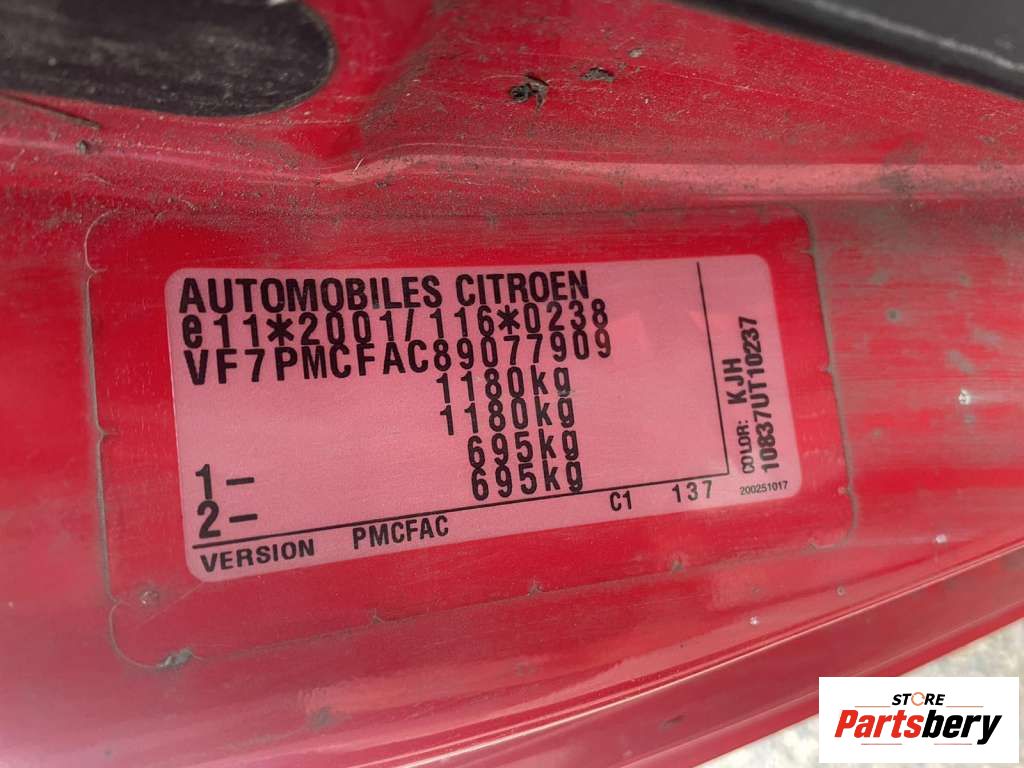 AUTOMOBILES CITROEN
e11*2001/116*0238
VF7PMCFAC89077909
1180kg
1180kg
1- 695kg
2- 695kg
VERSION PMCFAC C1 137
COLOR: KJH
10837UT10237
200251017
STORE
Partsbery